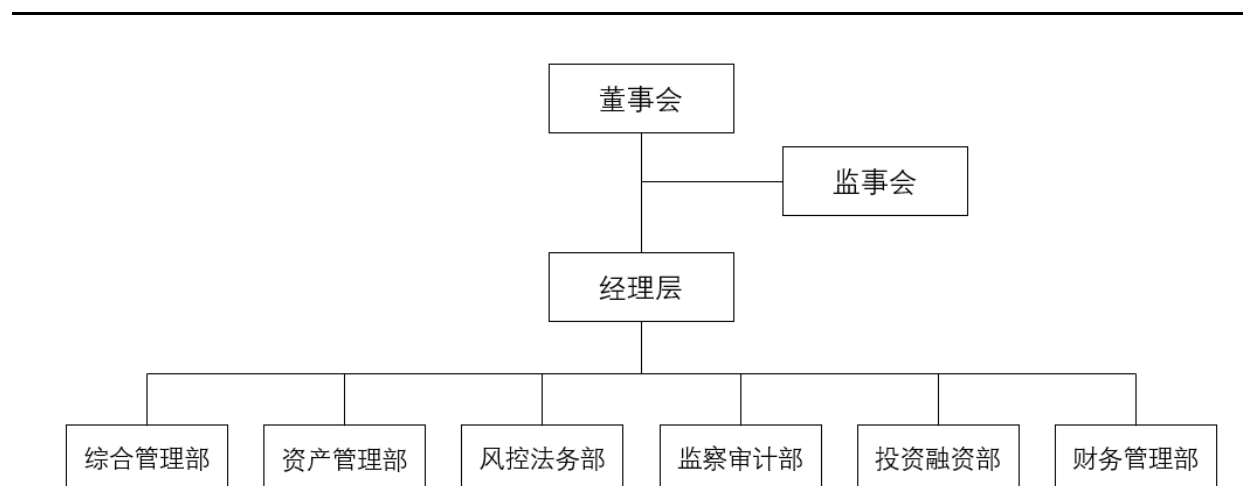 董事会
监事会
经理层
综合管理部
资产管理部
风控法务部
监察审计部
投资融资部
财务管理部